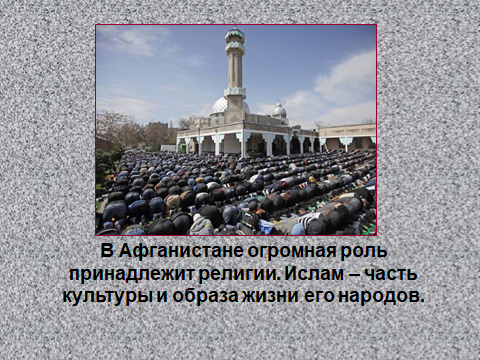 В Афганистане огромная роль
принадлежит религии. Ислам – часть
культуры и образа жизни его народов.